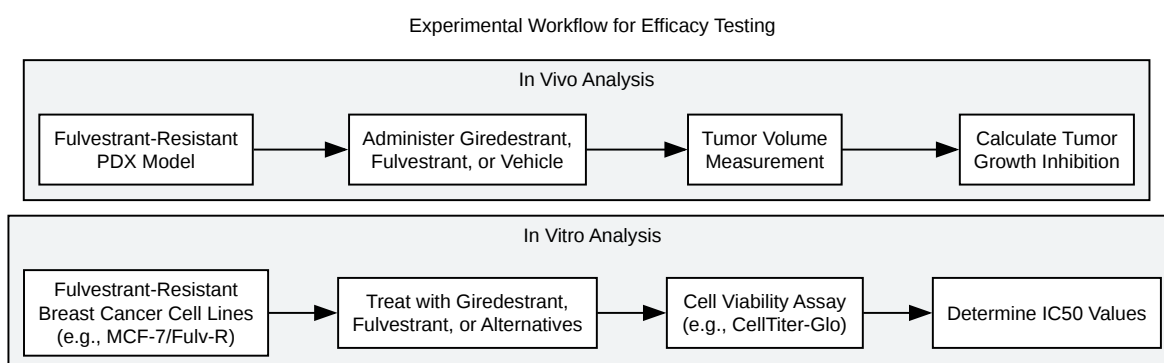 Experimental Workflow for Efficacy Testing
In Vivo Analysis
Fulvestrant-Resistant
PDX Model
Administer Giredestrant,
Fulvestrant, or Vehicle
Tumor Volume
Measurement
Calculate Tumor
Growth Inhibition
In Vitro Analysis
Fulvestrant-Resistant
Breast Cancer Cell Lines
(e.g., MCF-7/Fulv-R)
Treat with Giredestrant,
Fulvestrant, or Alternatives
Cell Viability Assay
(e.g., CellTiter-Glo)
Determine IC50 Values